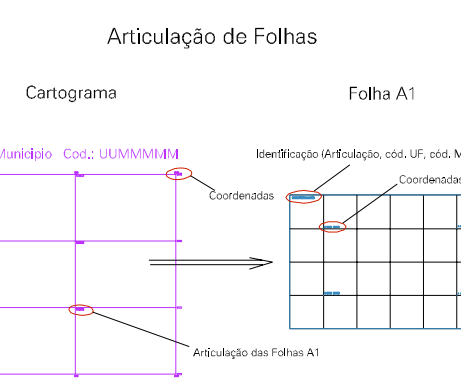 Articulação de Folhas
Cartograma
Folha A1
Municipio Cod.: UUMMMMM
Identificação (Articulação, cód. UF, cód. M
Coordenadas
Coordenadas
Articulação das Folhas A1